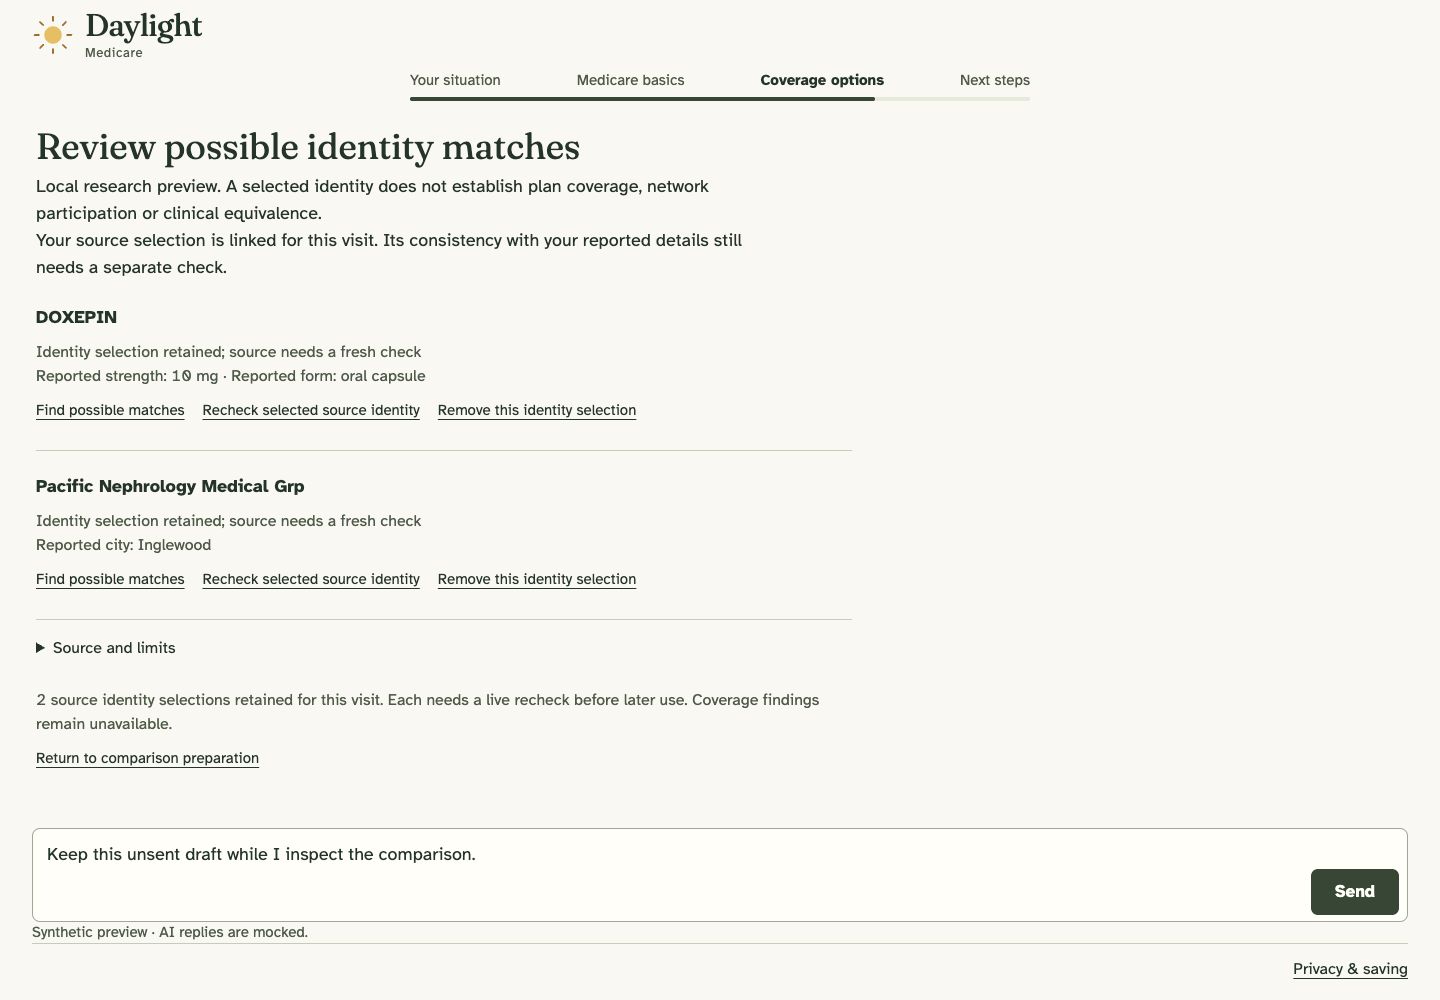 Daylight
Medicare
Your situation
Medicare basics
Coverage options
Next steps
Review possible identity matches
Local research preview. A selected identity does not establish plan coverage, network
participation or clinical equivalence.
Your source selection is linked for this visit. Its consistency with your reported details still
needs a separate check.
DOXEPIN
Identity selection retained; source needs a fresh check
Reported strength: 10 mg · Reported form: oral capsule
Find possible matches Recheck selected source identity Remove this identity selection
Pacific Nephrology Medical Grp
Identity selection retained; source needs a fresh check
Reported city: Inglewood
Find possible matches Recheck selected source identity Remove this identity selection
Source and limits
2 source identity selections retained for this visit. Each needs a live recheck before later use. Coverage findings
remain unavailable.
Return to comparison preparation
Keep this unsent draft while I inspect the comparison.
Send
Synthetic preview · AI replies are mocked.
Privacy & saving